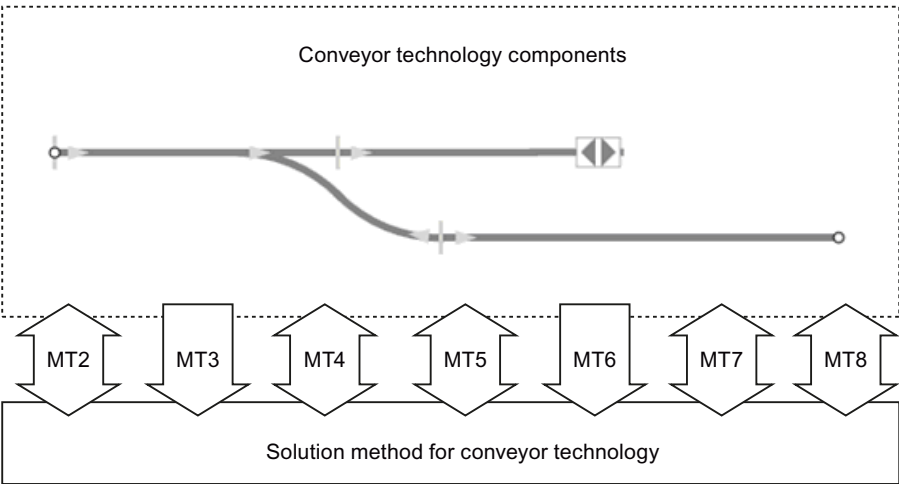 Conveyor technology components
MT2 MT3 MT4 MT5 MT6 MT7 MT8
Solution method for conveyor technology